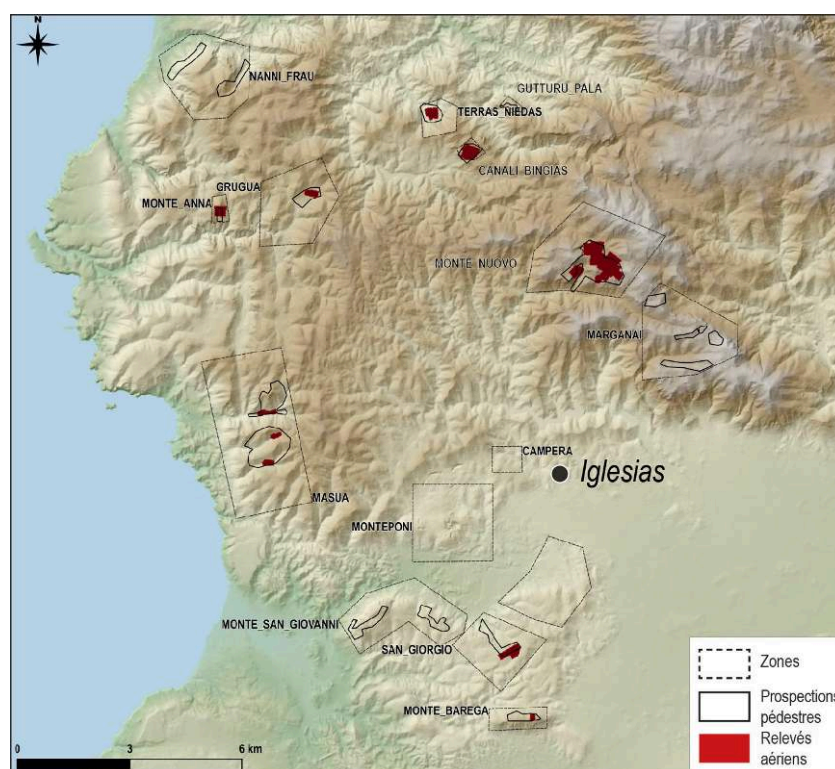 N
NANNI_FRAU
GUTTURU_PALA
TERRAS_NIEDAS
CANALI_BINGIAS
GRUGUA
MONTE_ANNA
MONTE_NUOVO
MARGANAI
CAMPERA
Iglesias
MASUA
MONTEPONI
MONTE_SAN_GIOVANNI
SAN_GIORGIO
MONTE_BAREGA
Zones
Prospections
pédestres
Relevés
aériens
0 3 6 km